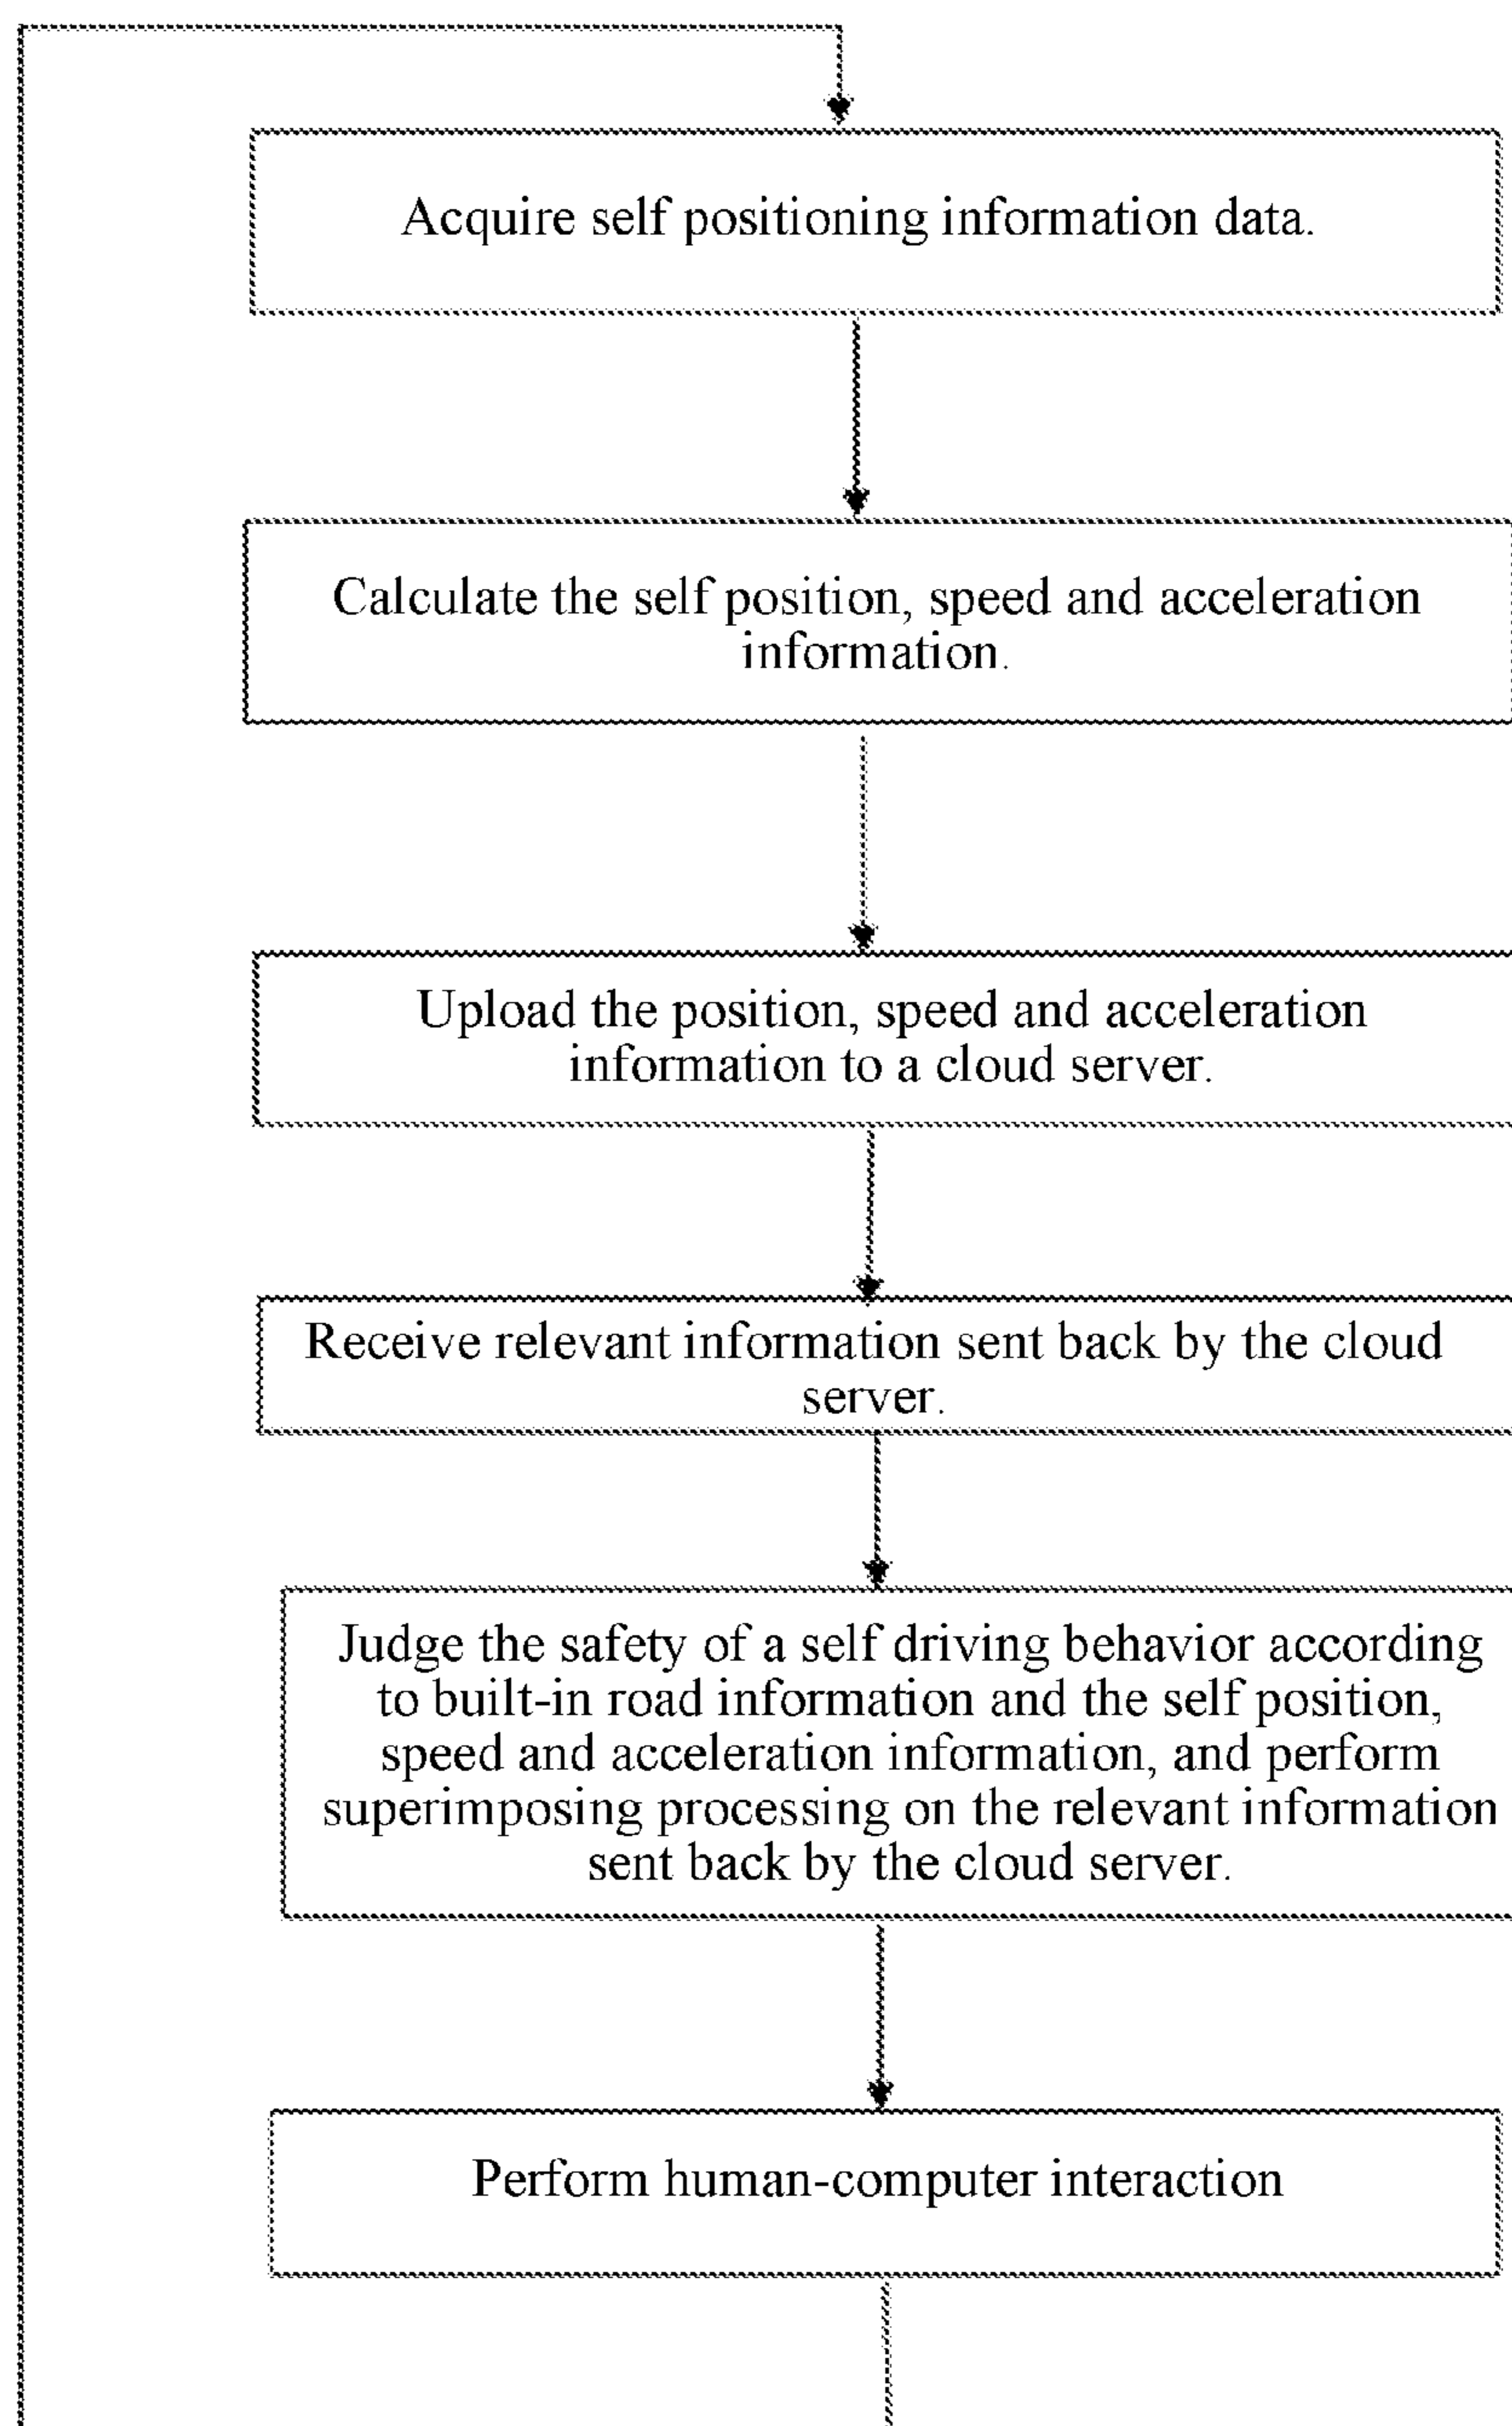 Acquire self positioning information data.
Calculate the self position, speed and acceleration
information.
Upload the position, speed and acceleration
information to a cloud server.
Receive relevant information sent back by the cloud
server.
Judge the safety of a self driving behavior according
to built-in road information and the self position,
speed and acceleration information, and perform
superimposing processing on the relevant information
sent back by the cloud server.
Perform human-computer interaction